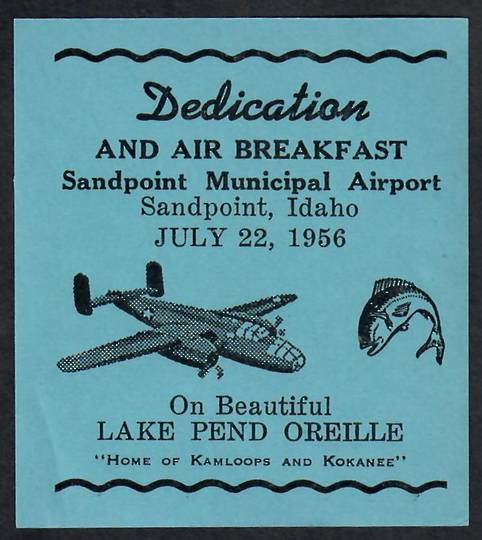 Dedication
AND AIR BREAKFAST
Sandpoint Municipal Airport
Sandpoint, Idaho
JULY 22, 1956
On Beautiful
LAKE PEND OREILLE
"HOME OF KAMLOOPS AND KOKANEE"